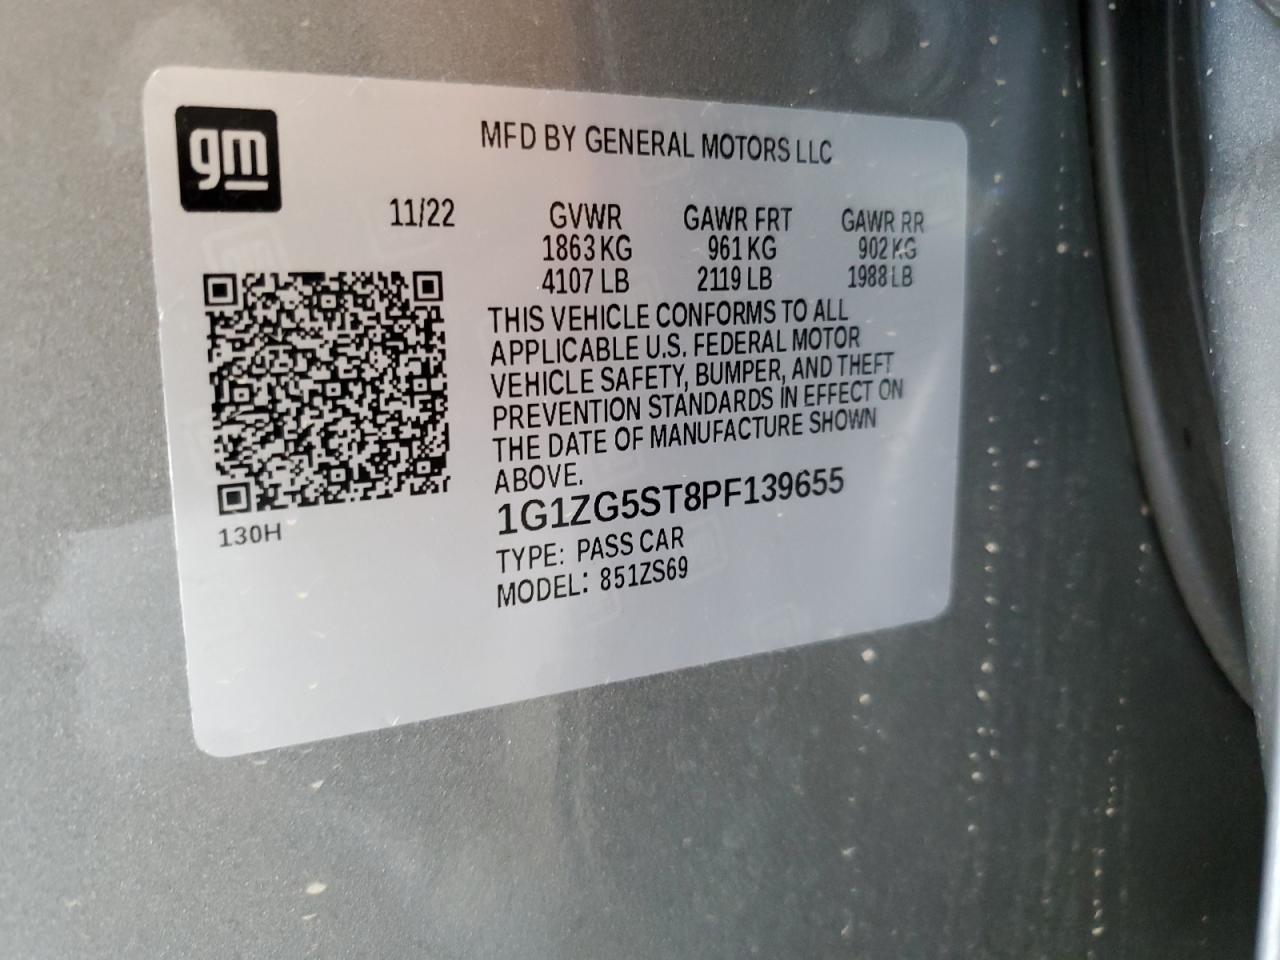 gm
MFD BY GENERAL MOTORS LLC
11/22 GVWR GAWR FRT GAWR RR
1863 KG 961 KG 902 KG
4107 LB 2119 LB 1988 LB
THIS VEHICLE CONFORMS TO ALL
APPLICABLE U.S. FEDERAL MOTOR
VEHICLE SAFETY, BUMPER, AND THEFT
PREVENTION STANDARDS IN EFFECT ON
THE DATE OF MANUFACTURE SHOWN
ABOVE.
1G1ZG5ST8PF139655
130H
TYPE: PASS CAR
MODEL: 851ZS69